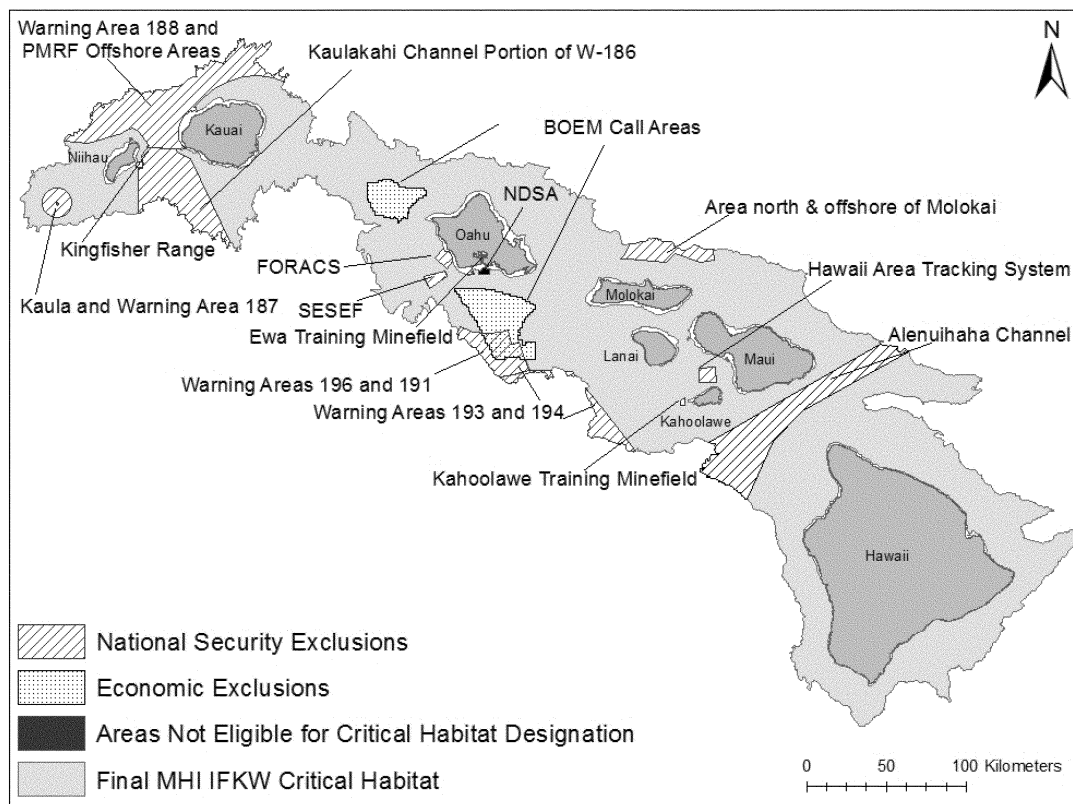 Warning Area 188 and
PMRF Offshore Areas
Kaulakahi Channel Portion of W-186
N
BOEM Call Areas
Kauai
Niihau
NDSA
Area north & offshore of Molokai
Oahu
Kingfisher Range
FORACS
Hawaii Area Tracking System
Kaula and Warning Area 187
SESEF
Molokai
Ewa Training Minefield
Alenuihaha Channel
Lanai
Maui
Warning Areas 196 and 191
Warning Areas 193 and 194
Kahoolawe
Kahoolawe Training Minefield
Hawaii
National Security Exclusions
Economic Exclusions
Areas Not Eligible for Critical Habitat Designation
Final MHI IFKW Critical Habitat
0 50 100 Kilometers